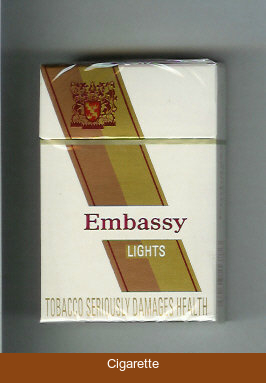 Embassy
LIGHTS
TOBACCO SERIOUSLY DAMAGES HEALTH
Cigarette